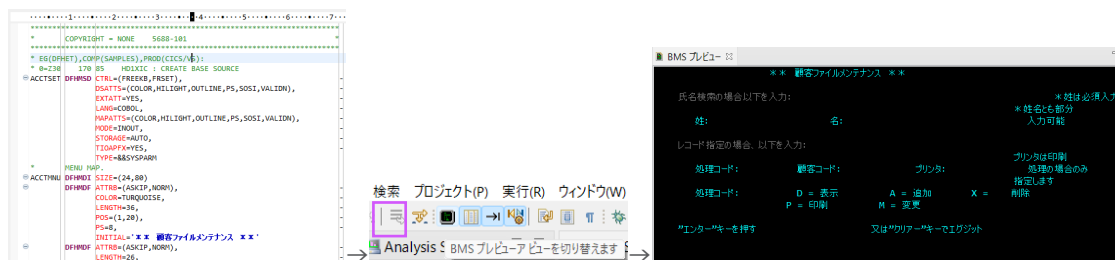 ····+····1····+····2····+····3····+····4····+····5····+····6····+····7···
***********************************************************************
* COPYRIGHT = NONE 5688-101 *
***********************************************************************
* EG(DFHET),COMP(SAMPLES),PROD(CICS/VS):
* 0=Z30 170 85 HD1XIC : CREATE BASE SOURCE
ACCTSET DFHMSD CTRL=(FREEKB,FRSET), -
DSATTS=(COLOR,HILIGHT,OUTLINE,PS,SOSI,VALIDN), -
EXTATT=YES, -
LANG=COBOL, -
MAPATTS=(COLOR,HILIGHT,OUTLINE,PS,SOSI,VALIDN), -
MODE=INOUT, -
STORAGE=AUTO, -
TIOAPFX=YES, -
TYPE=&&SYSPARM
* MENU MAP.
ACCTMNU DFHMDI SIZE=(24,80)
DFHMDF ATTRB=(ASKIP,NORM), -
COLOR=TURQUOISE, -
LENGTH=36, -
POS=(1,20), -
PS=8, -
INITIAL='** 顧客ファイルメンテナンス **'
DFHMDF ATTRB=(ASKIP,NORM), -
LENGTH=26, -
→
検索 プロジェクト(P) 実行(R) ウィンドウ(W)
Analysis S
BMS プレビューア ビューを切り替えます
→
BMS プレビュー
** 顧客ファイルメンテナンス **
氏名検索の場合以下を入力: *姓は必須入力
*姓名とも部分
姓: 名: 入力可能
レコード指定の場合、以下を入力:
プリンタは印刷
処理コード: 顧客コード: プリンタ: 処理の場合のみ
指定します
処理コード: D = 表示 A = 追加 X = 削除
P = 印刷 M = 変更
"エンター"キーを押す 又は"クリアー"キーでエグジット